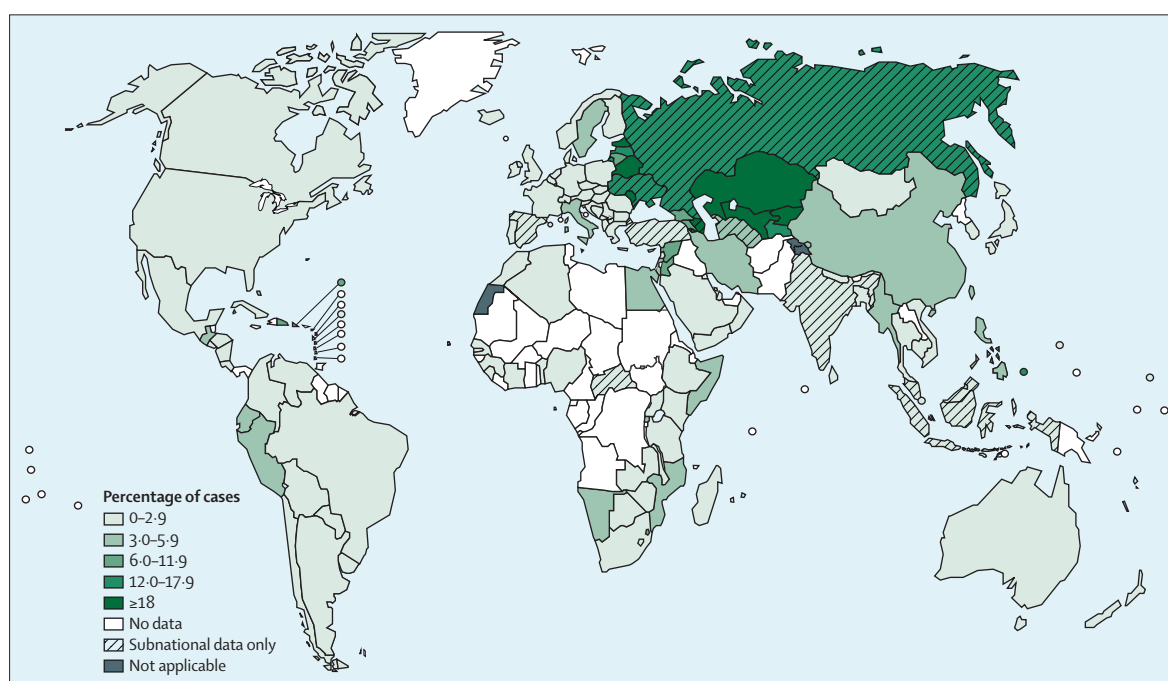 Percentage of cases
0–2·9
3·0–5·9
6·0–11·9
12·0–17·9
≥18
No data
Subnational data only
Not applicable